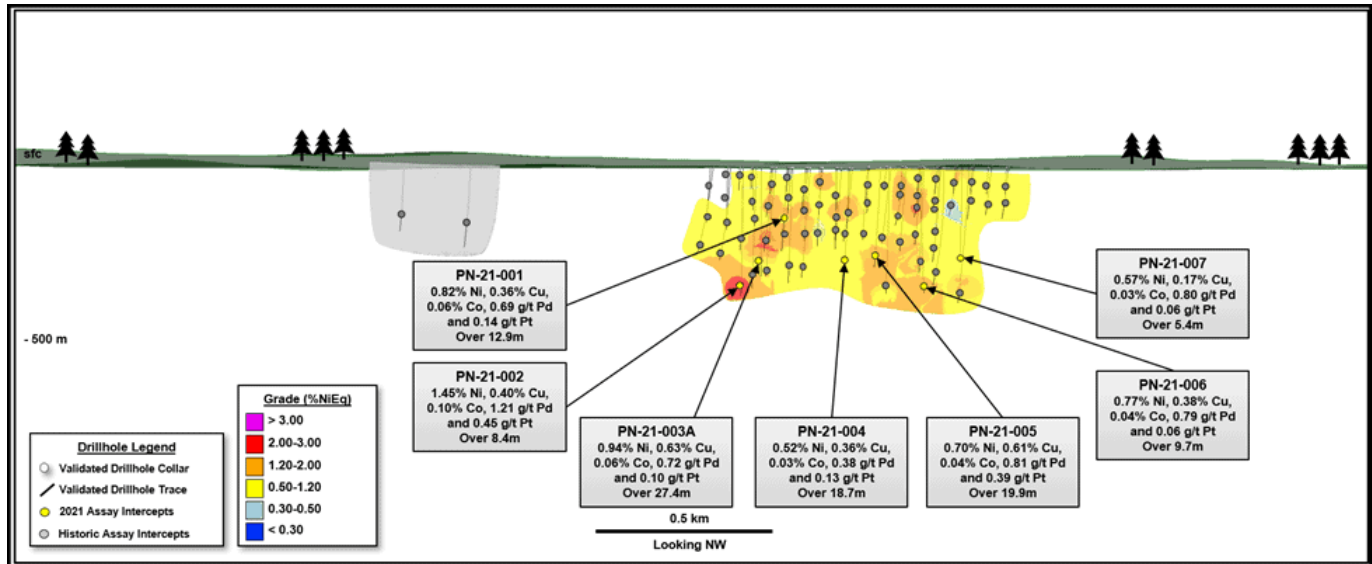 sfc
- 500 m
PN-21-001
0.82% Ni, 0.36% Cu,
0.06% Co, 0.69 g/t Pd
and 0.14 g/t Pt
Over 12.9m
PN-21-002
1.45% Ni, 0.40% Cu,
0.10% Co, 1.21 g/t Pd
and 0.45 g/t Pt
Over 8.4m
PN-21-003A
0.94% Ni, 0.63% Cu,
0.06% Co, 0.72 g/t Pd
and 0.10 g/t Pt
Over 27.4m
PN-21-004
0.52% Ni, 0.36% Cu,
0.03% Co, 0.38 g/t Pd
and 0.13 g/t Pt
Over 18.7m
PN-21-005
0.70% Ni, 0.61% Cu,
0.04% Co, 0.81 g/t Pd
and 0.39 g/t Pt
Over 19.9m
PN-21-007
0.57% Ni, 0.17% Cu,
0.03% Co, 0.80 g/t Pd
and 0.06 g/t Pt
Over 5.4m
PN-21-006
0.77% Ni, 0.38% Cu,
0.04% Co, 0.79 g/t Pd
and 0.06 g/t Pt
Over 9.7m
Drillhole Legend
Validated Drillhole Collar
Validated Drillhole Trace
2021 Assay Intercepts
Historic Assay Intercepts
Grade (%NiEq)
> 3.00
2.00-3.00
1.20-2.00
0.50-1.20
0.30-0.50
< 0.30
0.5 km
Looking NW